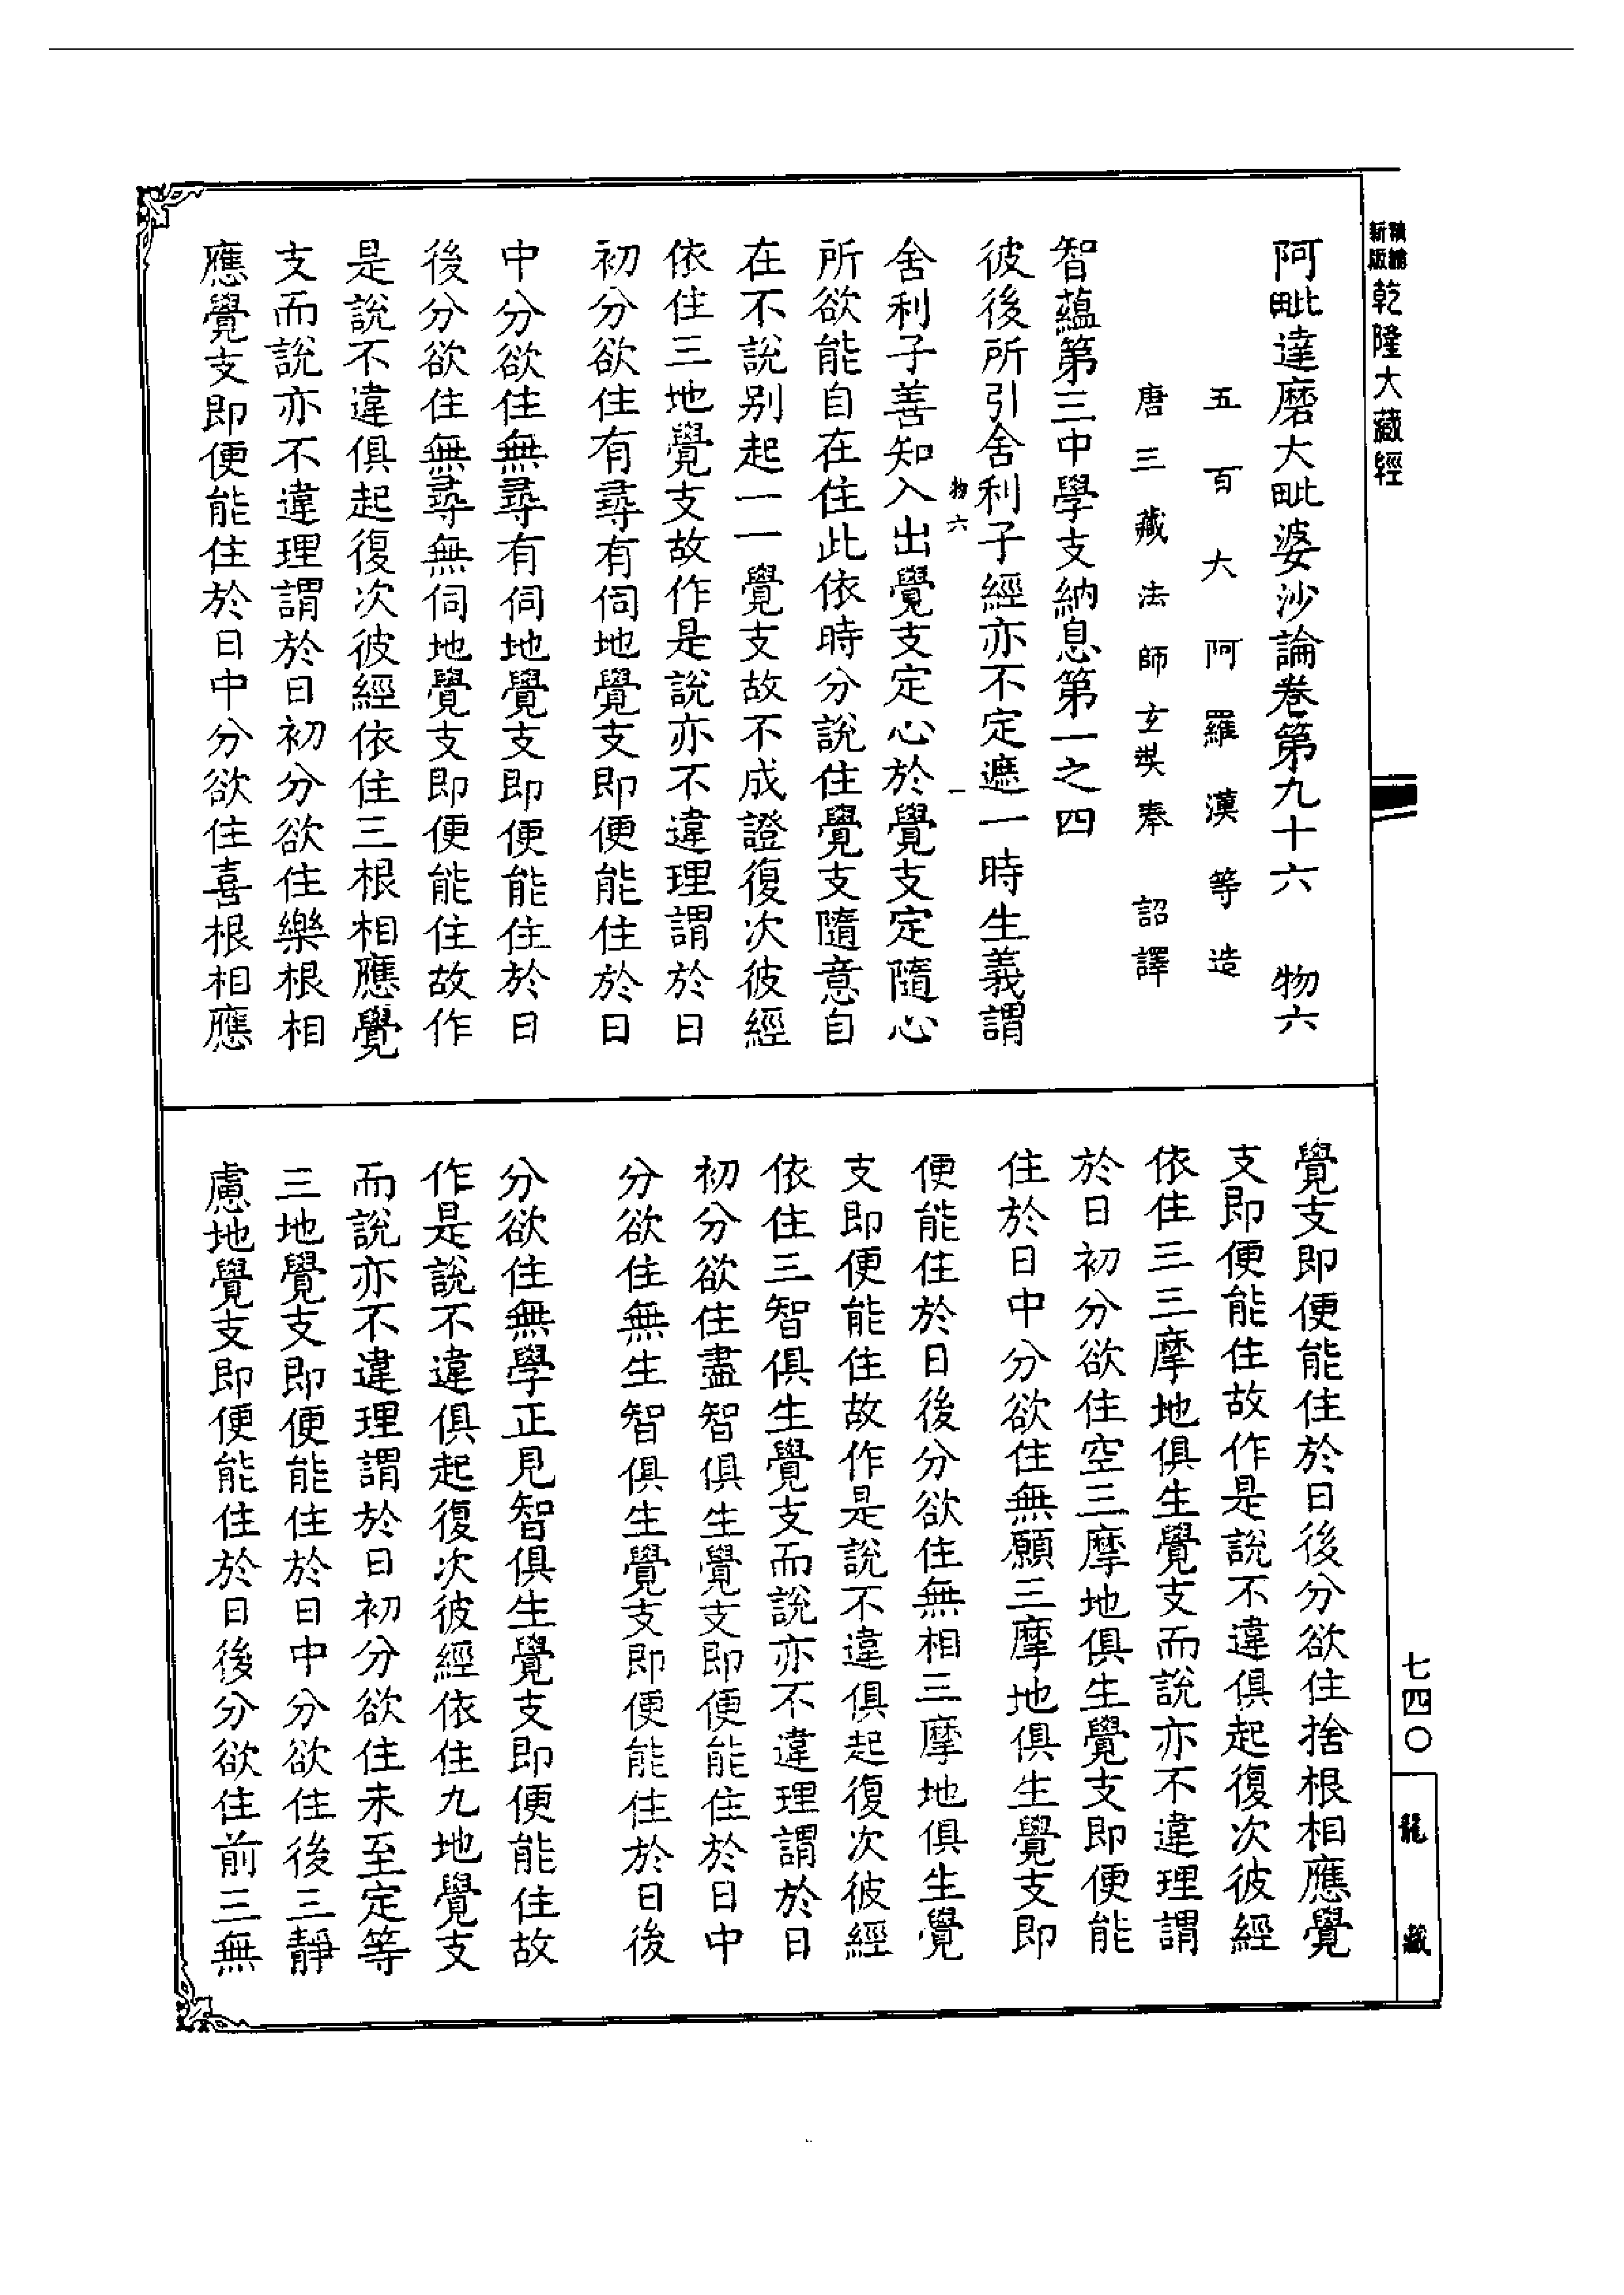 新版
精縮
乾隆大藏經
阿毗達磨大毗婆沙論卷第九十六　物六
五百大阿羅漢等造
唐三藏法師玄奘奉　詔譯
智蘊第三中學支納息第一之四
彼後所引舍利子經亦不定遮一時生義謂
物六　一
舍利子善知入出覺支定心於覺支定隨心
所欲能自在住此依時分說住覺支隨意自
在不說別起一一覺支故不成證復次彼經
依住三地覺支故作是說亦不違理謂於日
初分欲住有尋有伺地覺支即便能住於日
中分欲住無尋有伺地覺支即便能住於日
後分欲住無尋無伺地覺支即便能住故作
是說不違俱起復次彼經依住三根相應覺
支而說亦不違理謂於日初分欲住樂根相
應覺支即便能住於日中分欲住喜根相應
覺支即便能住於日後分欲住捨根相應覺
支即便能住故作是說不違俱起復次彼經
依住三三摩地俱生覺支而說亦不違理謂
於日初分欲住空三摩地俱生覺支即便能
住於日中分欲住無願三摩地俱生覺支即
便能住於日後分欲住無相三摩地俱生覺
支即便能住故作是說不違俱起復次彼經
依住三智俱生覺支而說亦不違理謂於日
初分欲住盡智俱生覺支即便能住於日中
分欲住無生智俱生覺支即便能住於日後
分欲住無學正見智俱生覺支即便能住故
作是說不違俱起復次彼經依住九地覺支
而說亦不違理謂於日初分欲住未至定等
三地覺支即便能住於日中分欲住後三靜
慮地覺支即便能住於日後分欲住前三無
七四〇
龍藏